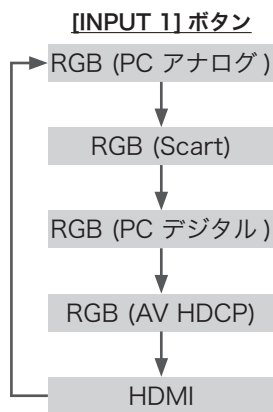 [INPUT 1] ボタン
RGB (PC アナログ )
RGB (Scart)
RGB (PC デジタル )
RGB (AV HDCP)
HDMI